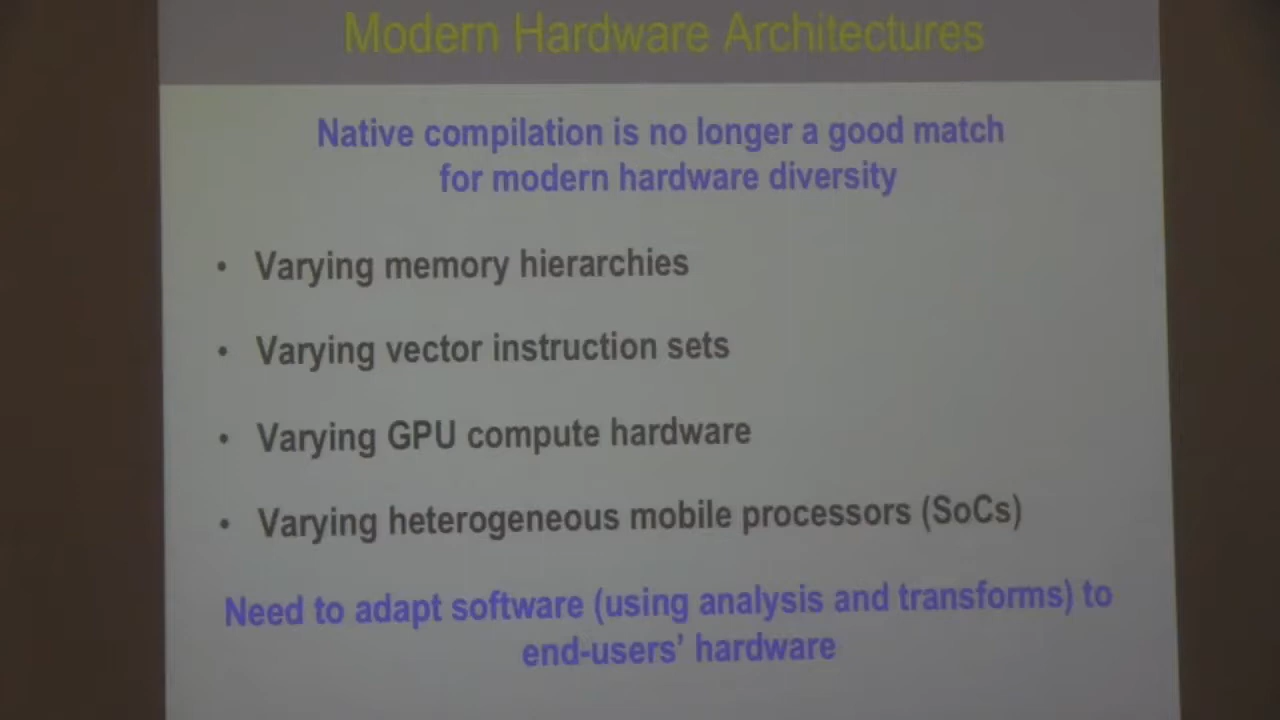 Modern Hardware Architectures
Native compilation is no longer a good match
for modern hardware diversity
• Varying memory hierarchies
• Varying vector instruction sets
• Varying GPU compute hardware
• Varying heterogeneous mobile processors (SoCs)
Need to adapt software (using analysis and transforms) to
end-users’ hardware